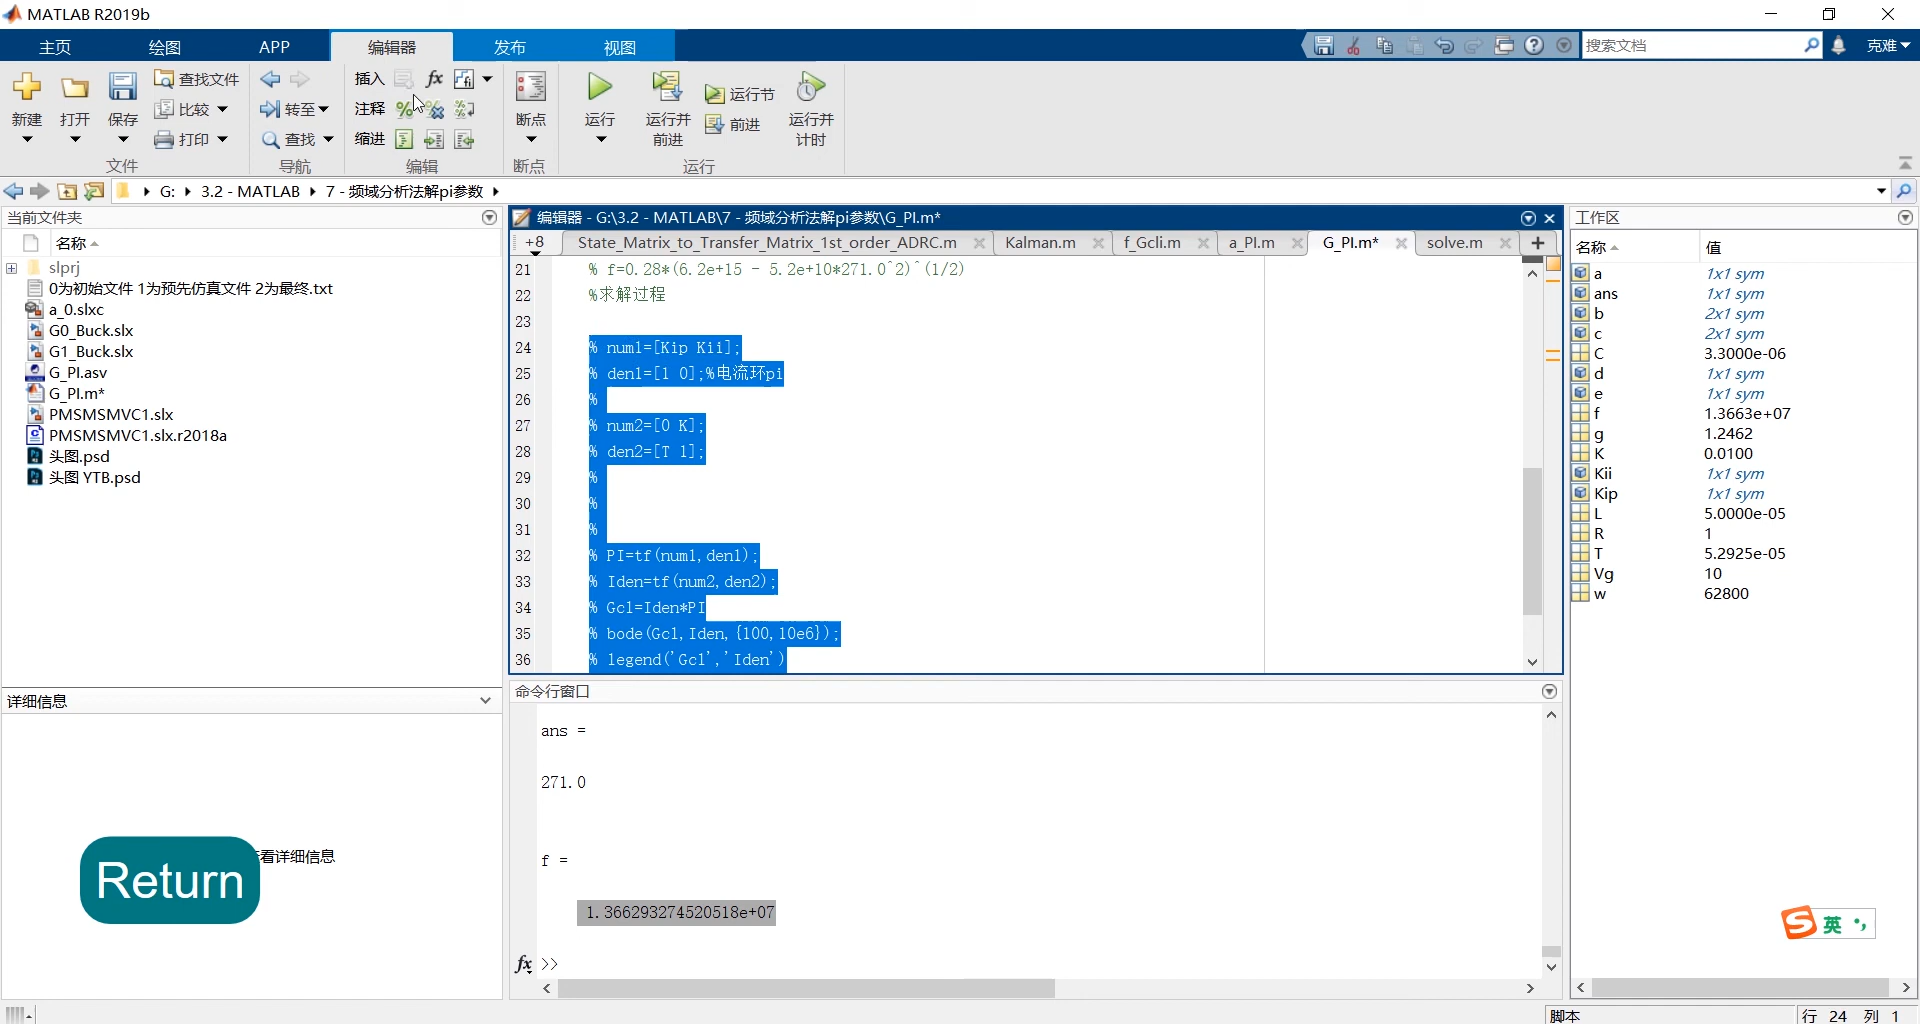 MATLAB R2019b
主页 绘图 APP 编辑器 发布 视图
搜索文档 克难
新建 打开 保存 查找文件 比较 打印 文件
转至 查找 导航
插入 fx 注释 缩进 编辑
断点 断点
运行 运行并前进 运行节 前进 运行并计时 运行
G: 3.2 - MATLAB 7 - 频域分析法解pi参数
当前文件夹
名称
slprj
0为初始文件 1为预先仿真文件 2为最终.txt
a_0.slxc
G0_Buck.slx
G1_Buck.slx
G_PI.asv
G_PI.m*
PMSMSMVC1.slx
PMSMSMVC1.slx.r2018a
头图.psd
头图 YTB.psd
详细信息
看详细信息
Return
编辑器 - G:\3.2 - MATLAB\7 - 频域分析法解pi参数\G_PI.m*
+8 State_Matrix_to_Transfer_Matrix_1st_order_ADRC.m Kalman.m f_Gcli.m a_PI.m G_PI.m* solve.m
21 % f=0.28*(6.2e+15 - 5.2e+10*271.0^2)^(1/2)
22 %求解过程
23
24 % num1=[Kip Kii];
25 % den1=[1 0];%电流环pi
26 %
27 % num2=[0 K];
28 % den2=[T 1];
29 %
30 %
31 %
32 % PI=tf(num1,den1);
33 % Iden=tf(num2,den2);
34 % Gcl=Iden*PI
35 % bode(Gcl,Iden,{100,10e6});
36 % legend('Gcl','Iden')
命令行窗口
ans =
271.0
f =
1.366293274520518e+07
fx >>
工作区
名称 值
a 1x1 sym
ans 1x1 sym
b 2x1 sym
c 2x1 sym
C 3.3000e-06
d 1x1 sym
e 1x1 sym
f 1.3663e+07
g 1.2462
K 0.0100
Kii 1x1 sym
Kip 1x1 sym
L 5.0000e-05
R 1
T 5.2925e-05
Vg 10
w 62800
英
脚本 行 24 列 1